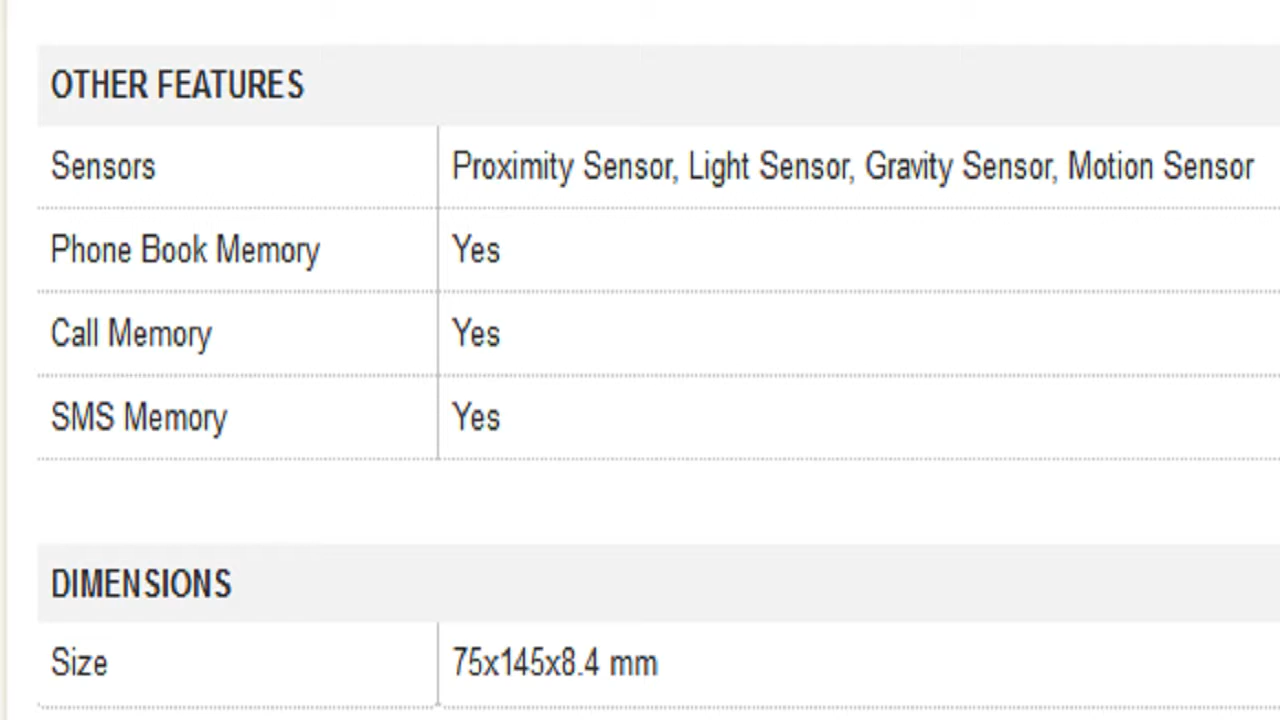 OTHER FEATURES
Sensors Proximity Sensor, Light Sensor, Gravity Sensor, Motion Sensor
Phone Book Memory Yes
Call Memory Yes
SMS Memory Yes
DIMENSIONS
Size 75x145x8.4 mm